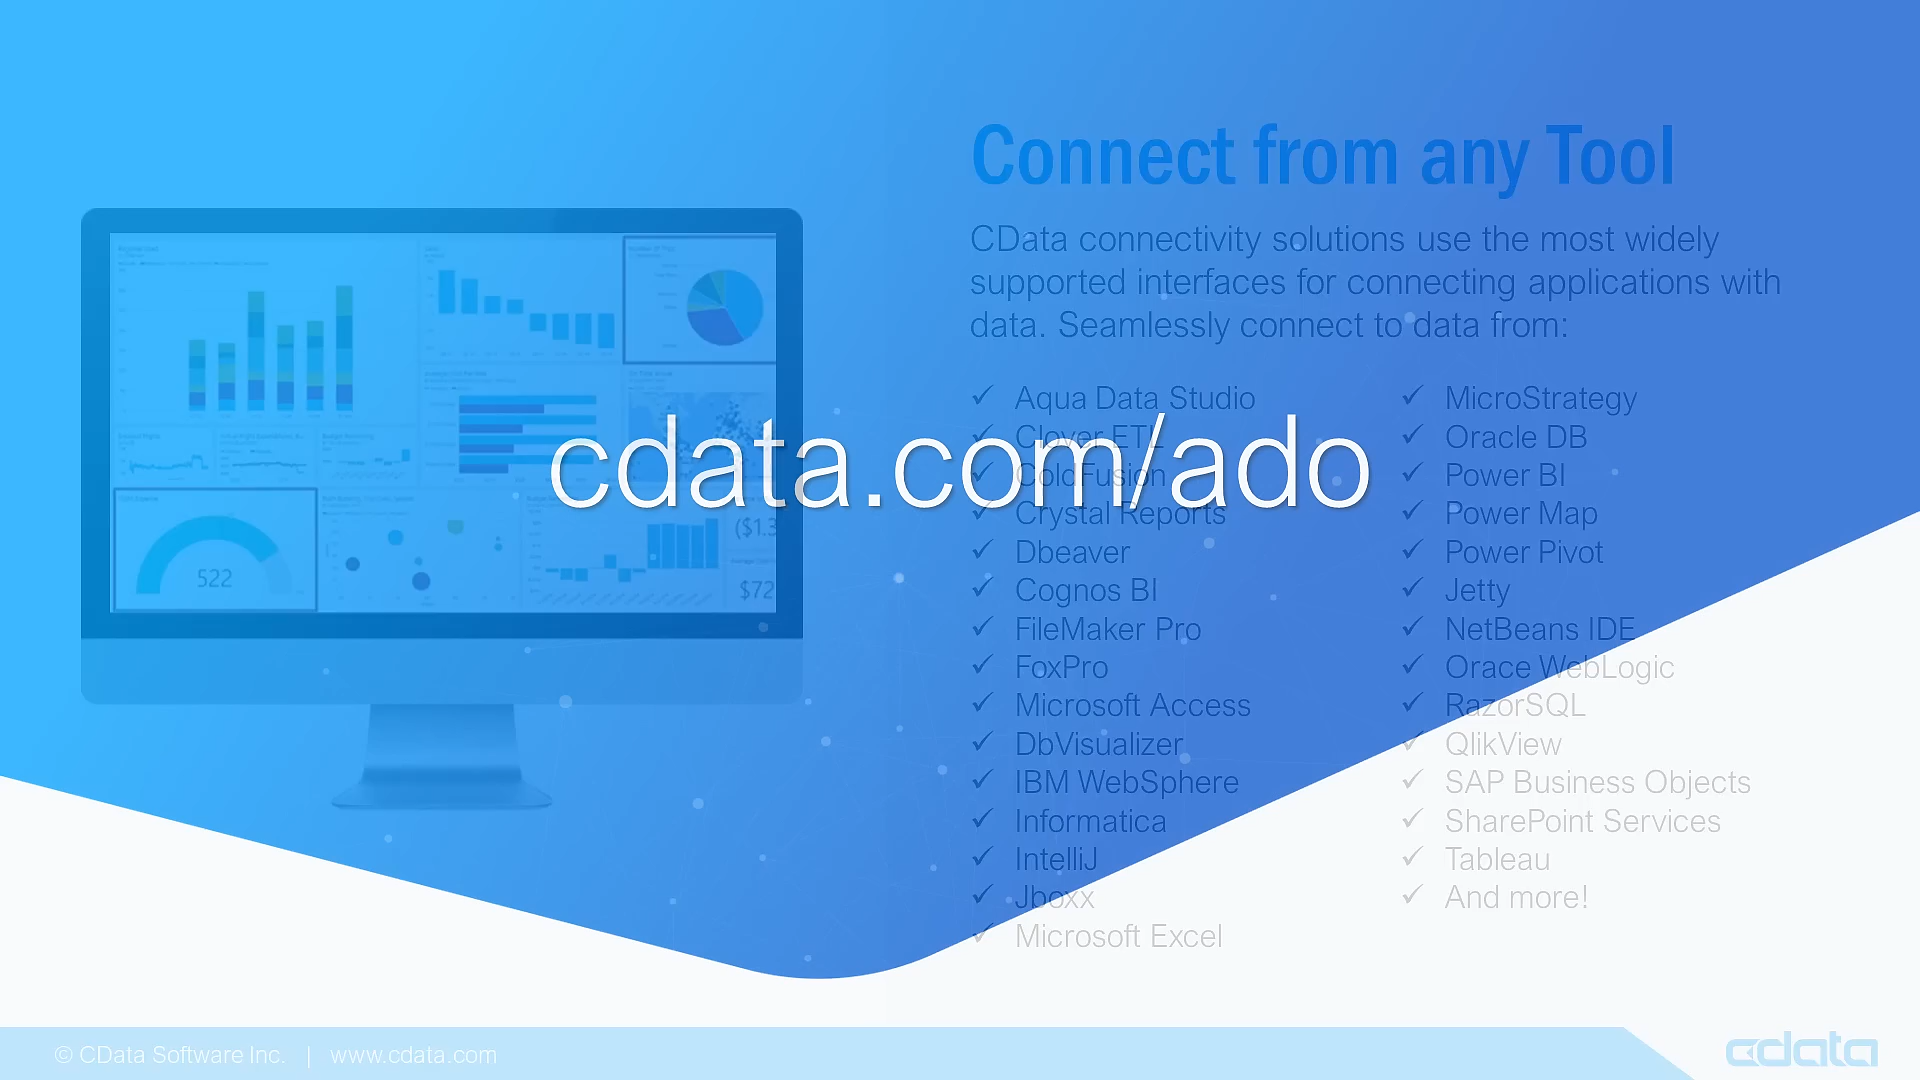 Connect from any Tool
CData connectivity solutions use the most widely
supported interfaces for connecting applications with
data. Seamlessly connect to data from:
✓ Aqua Data Studio
✓ Clover ETL
✓ ColdFusion
✓ Crystal Reports
✓ Dbeaver
✓ Cognos BI
✓ FileMaker Pro
✓ FoxPro
✓ Microsoft Access
✓ DbVisualizer
✓ IBM WebSphere
✓ Informatica
✓ IntelliJ
✓ Jboxx
✓ Microsoft Excel
✓ MicroStrategy
✓ Oracle DB
✓ Power BI
✓ Power Map
✓ Power Pivot
✓ Jetty
✓ NetBeans IDE
✓ Orace WebLogic
✓ RazorSQL
✓ QlikView
✓ SAP Business Objects
✓ SharePoint Services
✓ Tableau
✓ And more!
cdata.com/ado
522
($1.3
$72
© CData Software Inc. | www.cdata.com
cdata